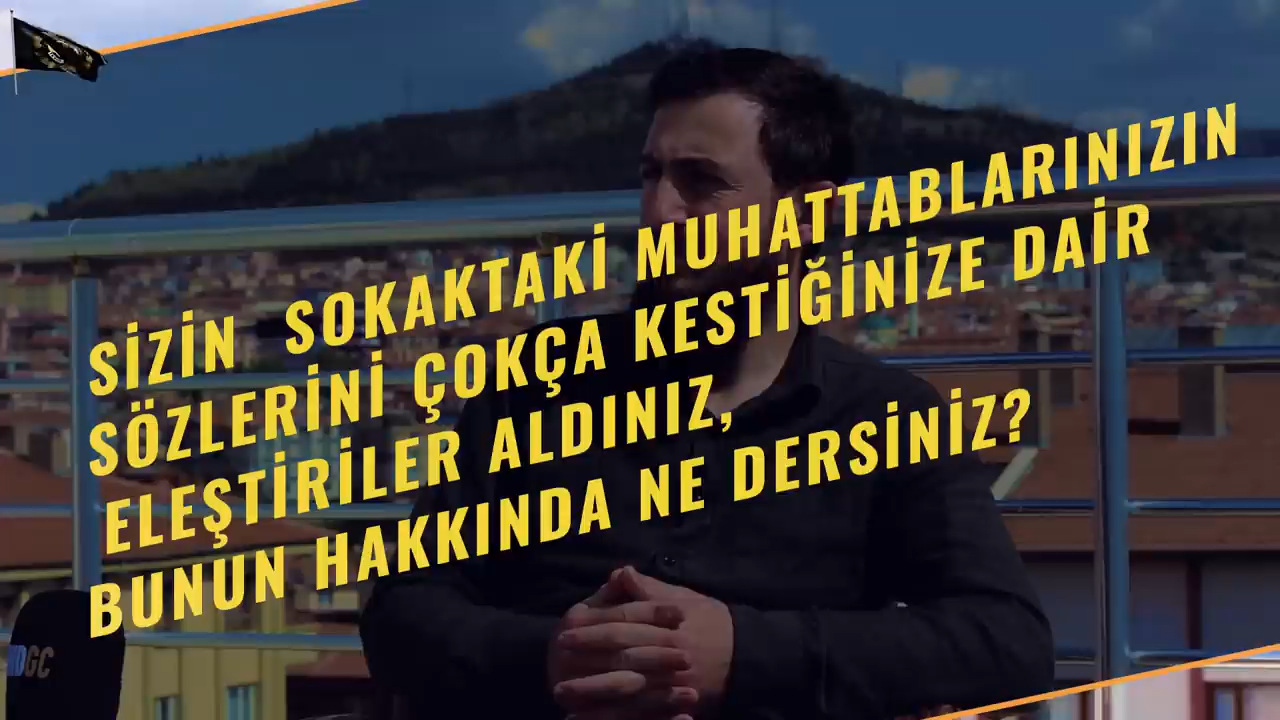 SİZİN SOKAKTAKİ MUHATTABLARINIZIN
SÖZLERİNİ ÇOKÇA KESTİĞİNİZE DAİR
ELEŞTİRİLER ALDINIZ,
BUNUN HAKKINDA NE DERSİNİZ?
DGC